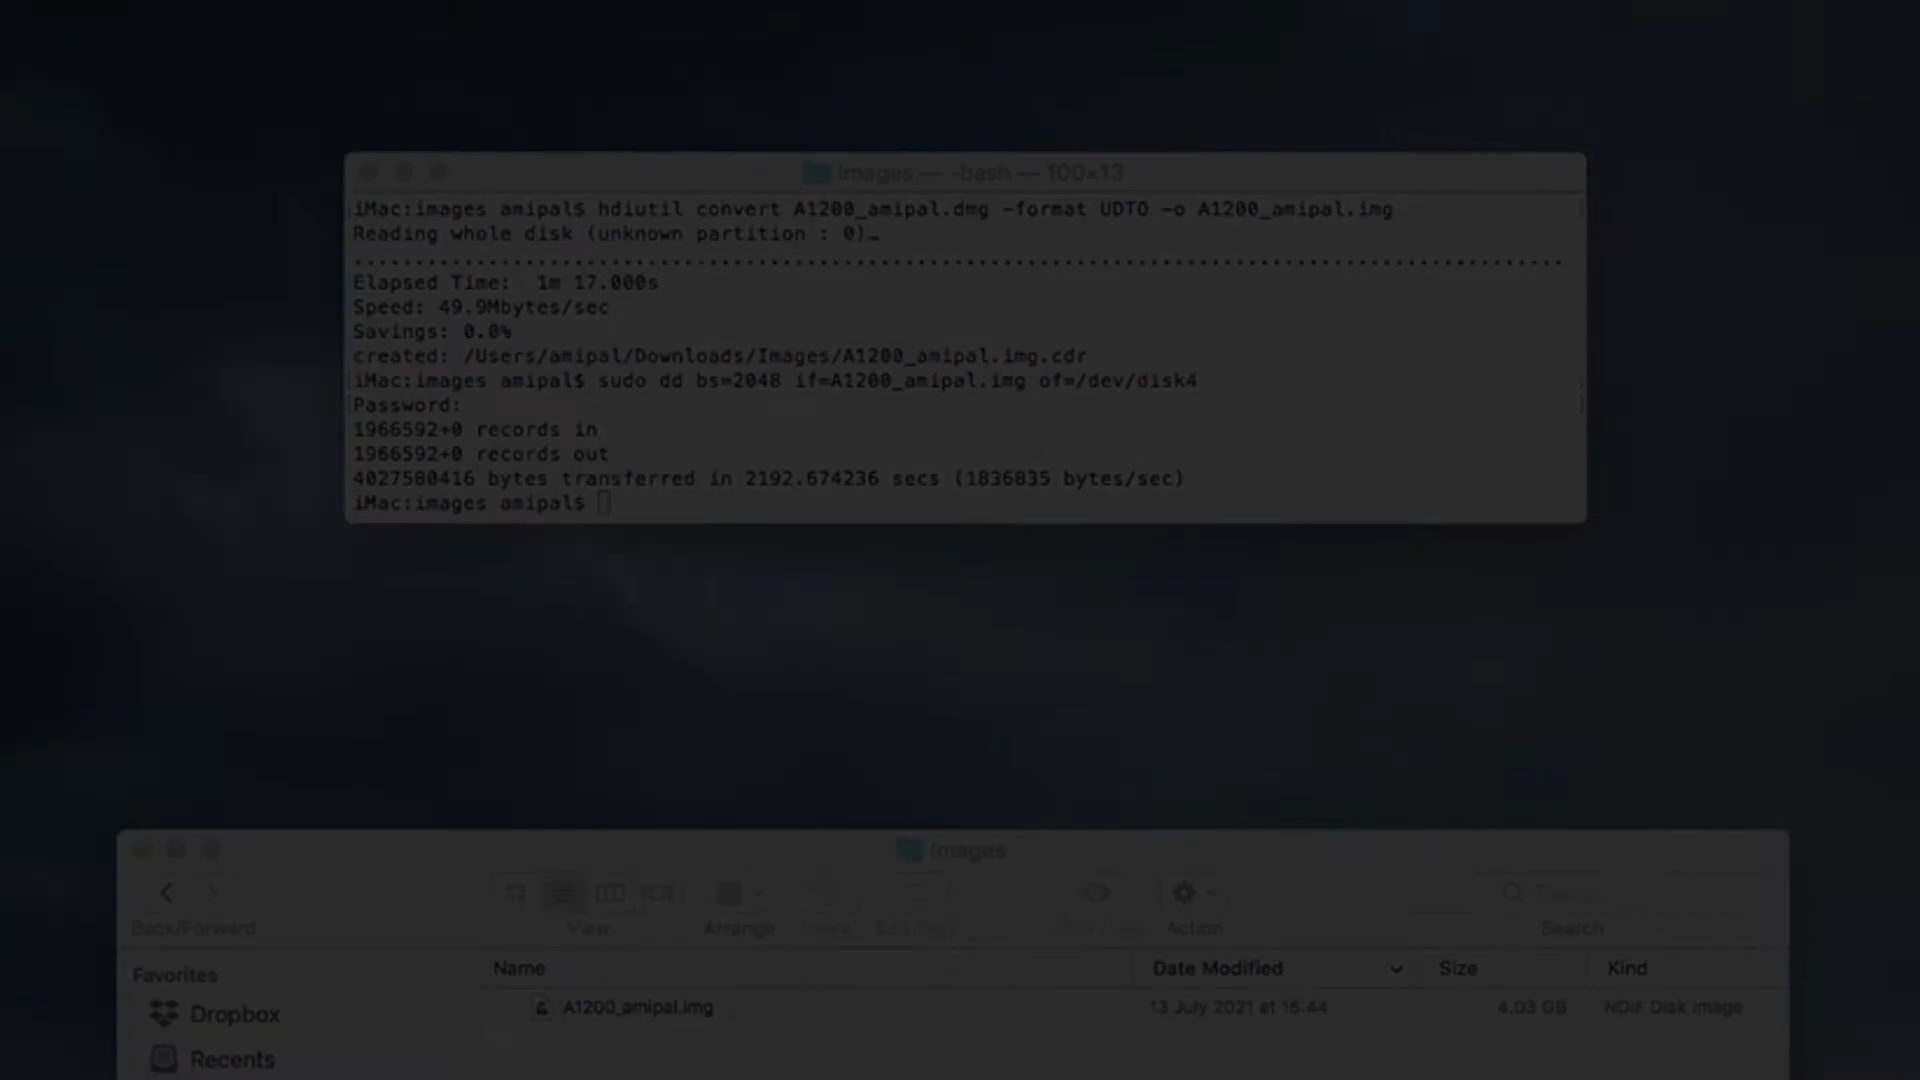 images — -bash — 100×13
iMac:images amipal$ hdiutil convert A1200_amipal.dmg -format UDTO -o A1200_amipal.img
Reading whole disk (unknown partition : 0)…
...................................................................................................
Elapsed Time:  1m 17.000s
Speed: 49.9Mbytes/sec
Savings: 0.0%
created: /Users/amipal/Downloads/Images/A1200_amipal.img.cdr
iMac:images amipal$ sudo dd bs=2048 if=A1200_amipal.img of=/dev/disk4
Password:
1966592+0 records in
1966592+0 records out
4027580416 bytes transferred in 2192.674236 secs (1836835 bytes/sec)
iMac:images amipal$
Images
Search
Back/Forward View Arrange Share Edit Tags Action Search
Favorites
Name Date Modified Size Kind
Dropbox
A1200_amipal.img 13 July 2021 at 16:44 4.03 GB NDIF Disk Image
Recents